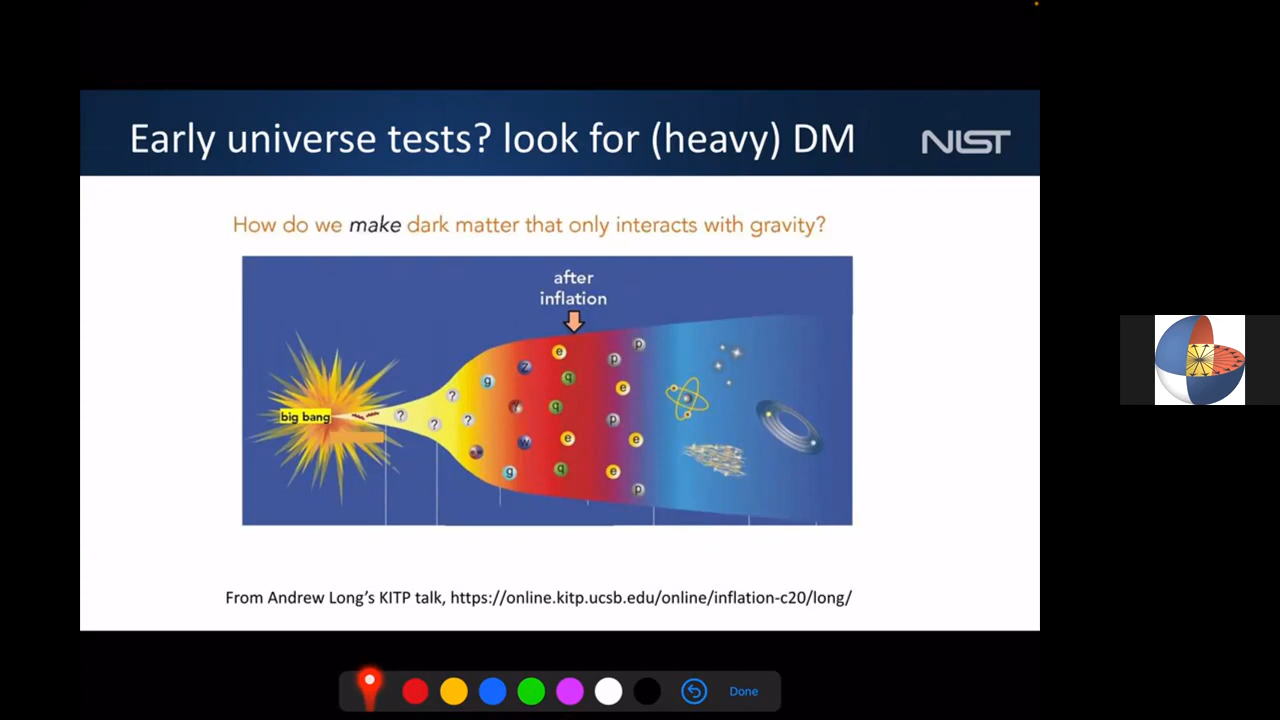 Early universe tests? look for (heavy) DM
NIST
How do we make dark matter that only interacts with gravity?
after
inflation
big bang
?
?
?
?
g
Z
e
q
q
w
e
g
q
p
p
e
p
e
e
p
From Andrew Long's KITP talk, https://online.kitp.ucsb.edu/online/inflation-c20/long/
Done